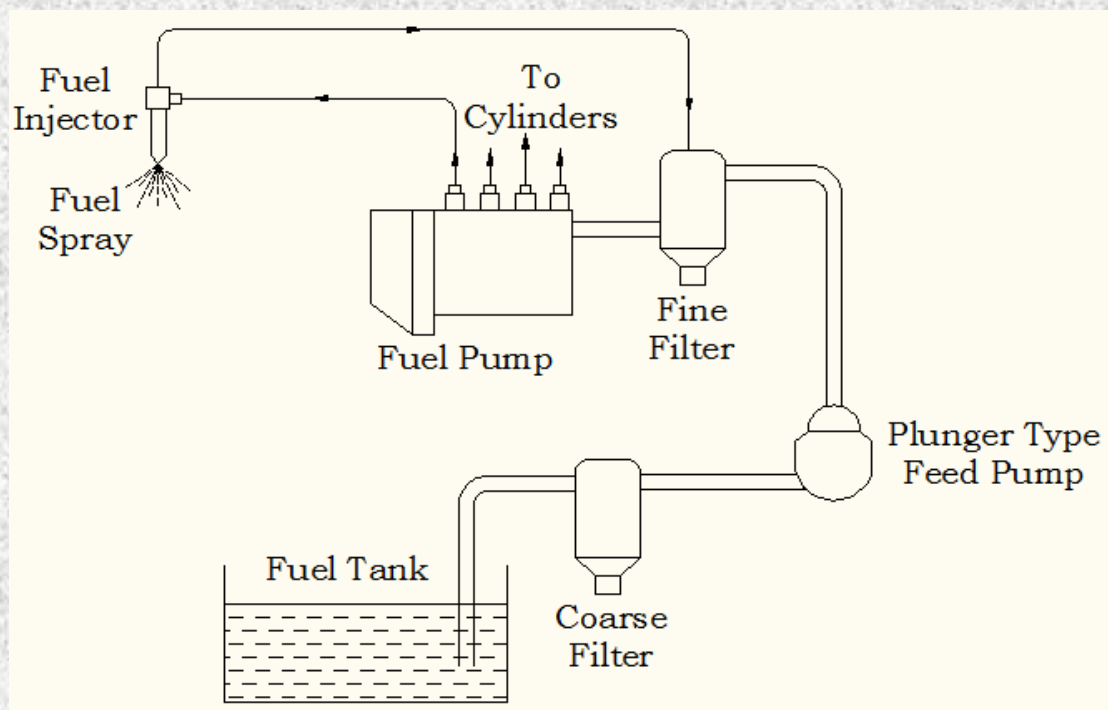 Fuel
Injector
To
Cylinders
Fuel
Spray
Fuel Pump
Fine
Filter
Plunger Type
Feed Pump
Fuel Tank
Coarse
Filter